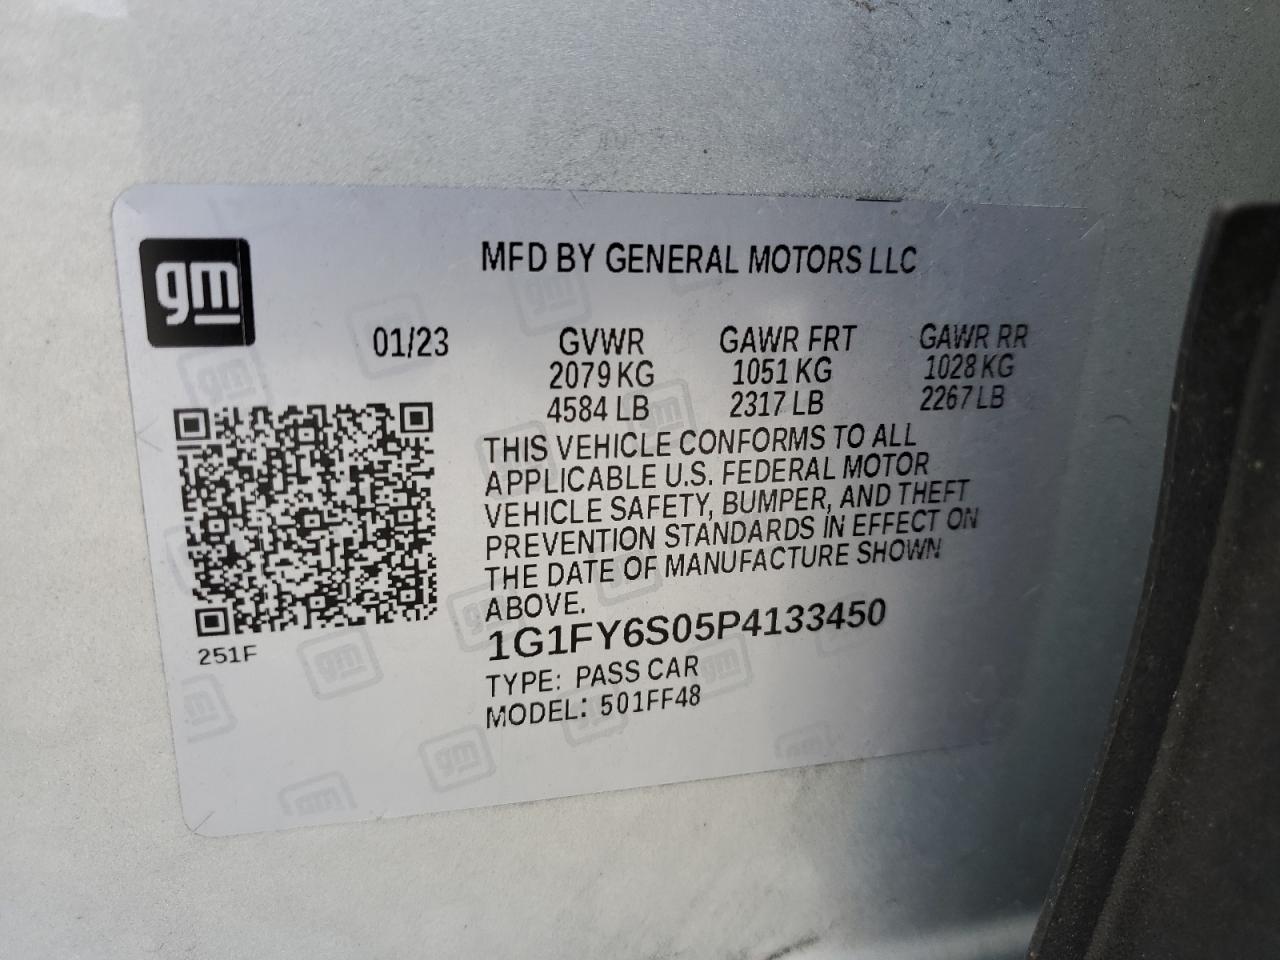 gm
MFD BY GENERAL MOTORS LLC
01/23 GVWR GAWR FRT GAWR RR
2079 KG 1051 KG 1028 KG
4584 LB 2317 LB 2267 LB
THIS VEHICLE CONFORMS TO ALL
APPLICABLE U.S. FEDERAL MOTOR
VEHICLE SAFETY, BUMPER, AND THEFT
PREVENTION STANDARDS IN EFFECT ON
THE DATE OF MANUFACTURE SHOWN
ABOVE.
1G1FY6S05P4133450
251F
TYPE: PASS CAR
MODEL: 501FF48